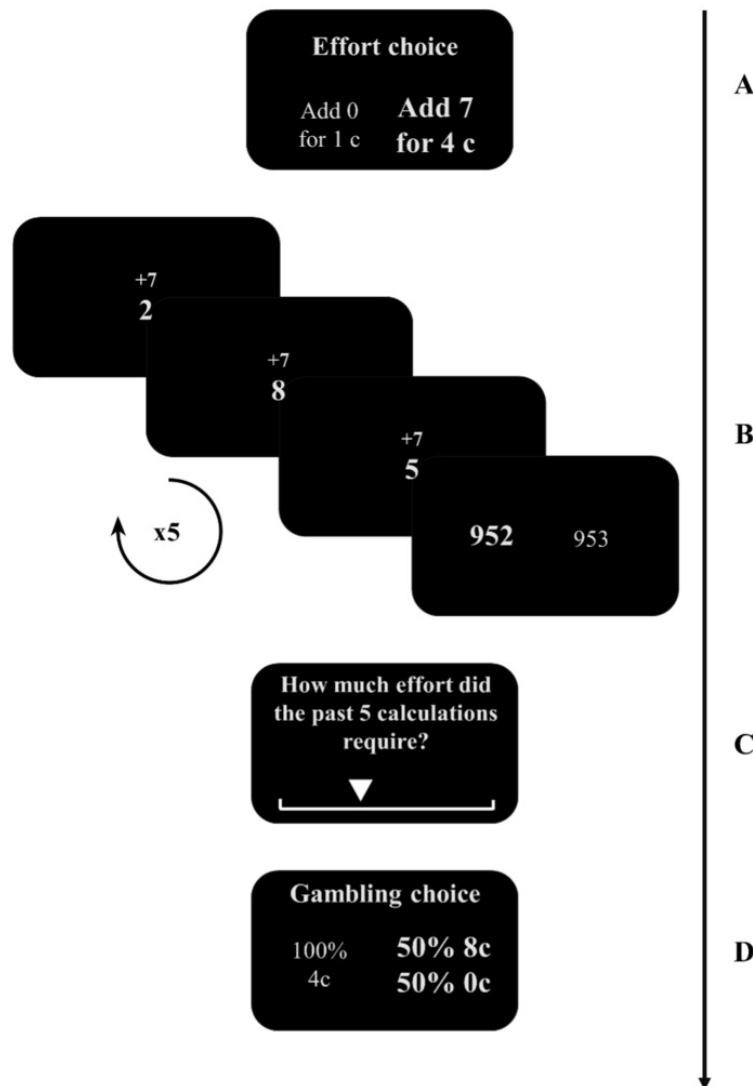 Effort choice
Add 0 Add 7
for 1 c for 4 c
A
+7
2
+7
8
+7
5
B
952 953
x5
How much effort did
the past 5 calculations
require?
C
Gambling choice
100% 50% 8c
4c 50% 0c
D